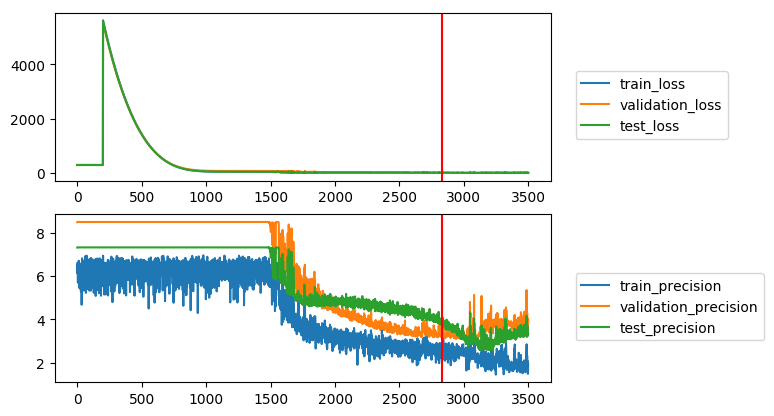 4000
2000
0
0 500 1000 1500 2000 2500 3000 3500
train_loss
validation_loss
test_loss
8
6
4
2
0 500 1000 1500 2000 2500 3000 3500
train_precision
validation_precision
test_precision